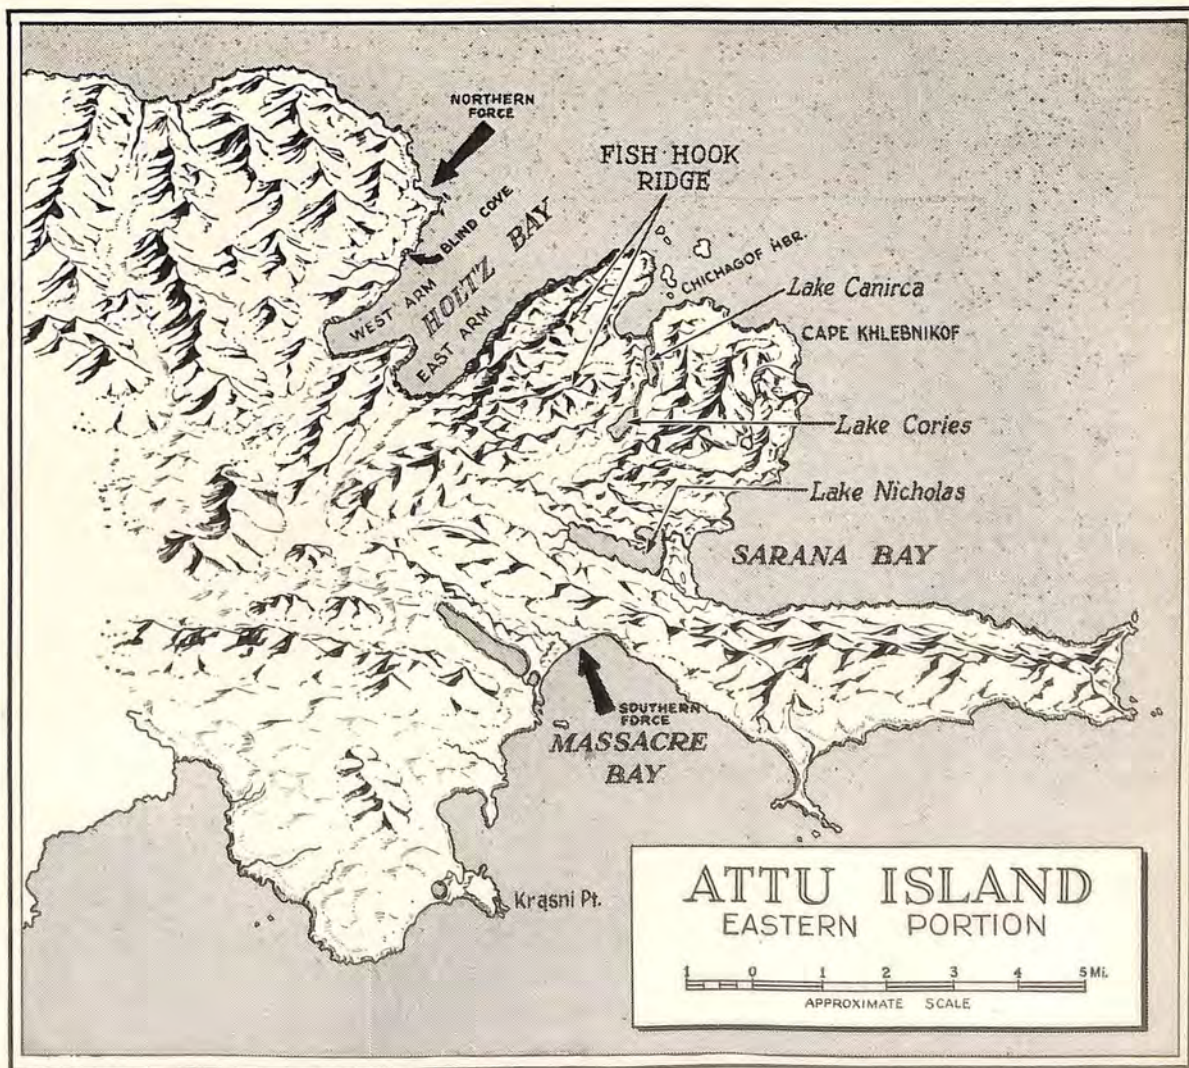 NORTHERN
FORCE
FISH·HOOK
RIDGE
BLIND COVE
HOLTZ BAY
WEST ARM
EAST ARM
CHICHAGOF HBR.
Lake Canirca
CAPE KHLEBNIKOF
Lake Cories
Lake Nicholas
SARANA BAY
SOUTHERN
FORCE
MASSACRE
BAY
Krasni Pt.
ATTU ISLAND
EASTERN PORTION
1 0 1 2 3 4 5 Mi.
APPROXIMATE SCALE